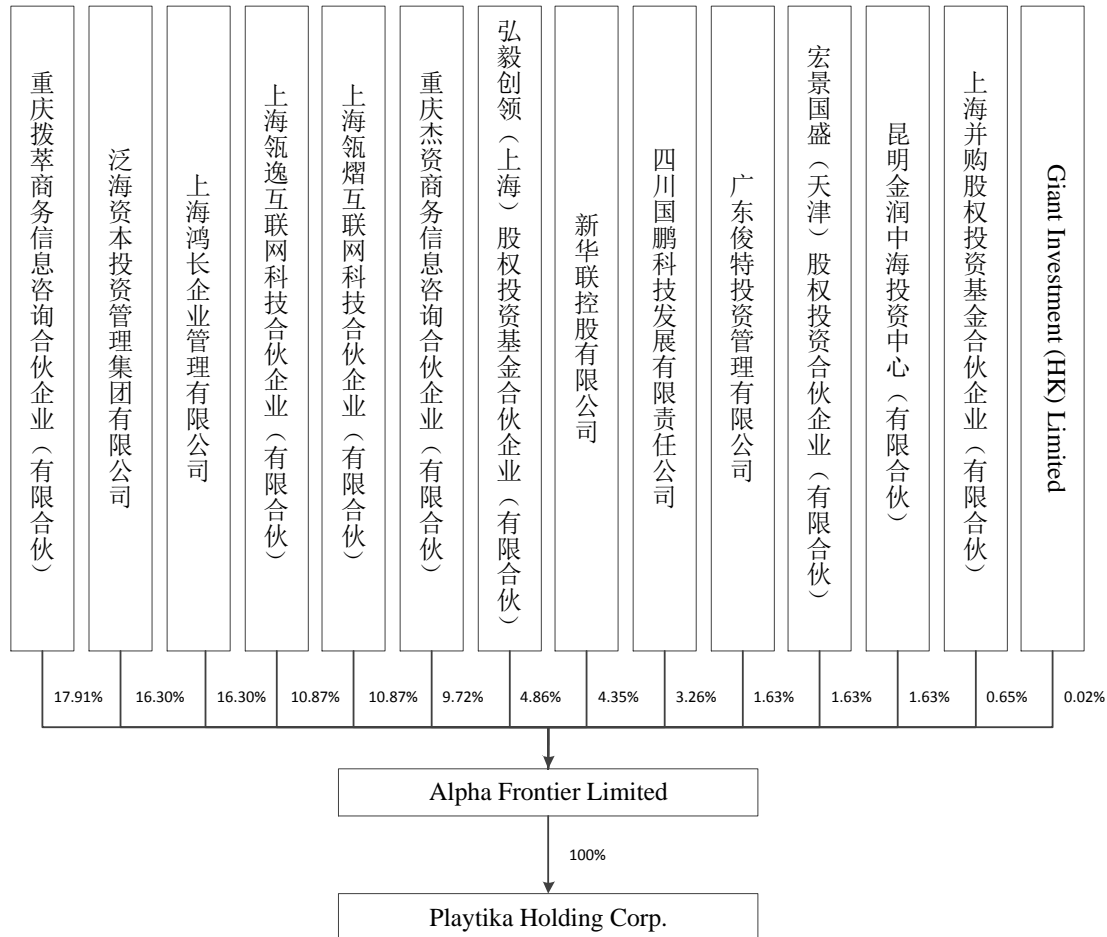 重庆拨萃商务信息咨询合伙企业（有限合伙）
泛海资本投资管理集团有限公司
上海鸿长企业管理有限公司
上海瓴逸互联网科技合伙企业（有限合伙）
上海瓴熠互联网科技合伙企业（有限合伙）
重庆杰资商务信息咨询合伙企业（有限合伙）
弘毅创领（上海）股权投资基金合伙企业（有限合伙）
新华联控股有限公司
四川国鹏科技发展有限责任公司
广东俊特投资管理有限公司
宏景国盛（天津）股权投资合伙企业（有限合伙）
昆明金润中海投资中心（有限合伙）
上海并购股权投资基金合伙企业（有限合伙）
Giant Investment (HK) Limited
17.91%
16.30%
16.30%
10.87%
10.87%
9.72%
4.86%
4.35%
3.26%
1.63%
1.63%
1.63%
0.65%
0.02%
Alpha Frontier Limited
100%
Playtika Holding Corp.